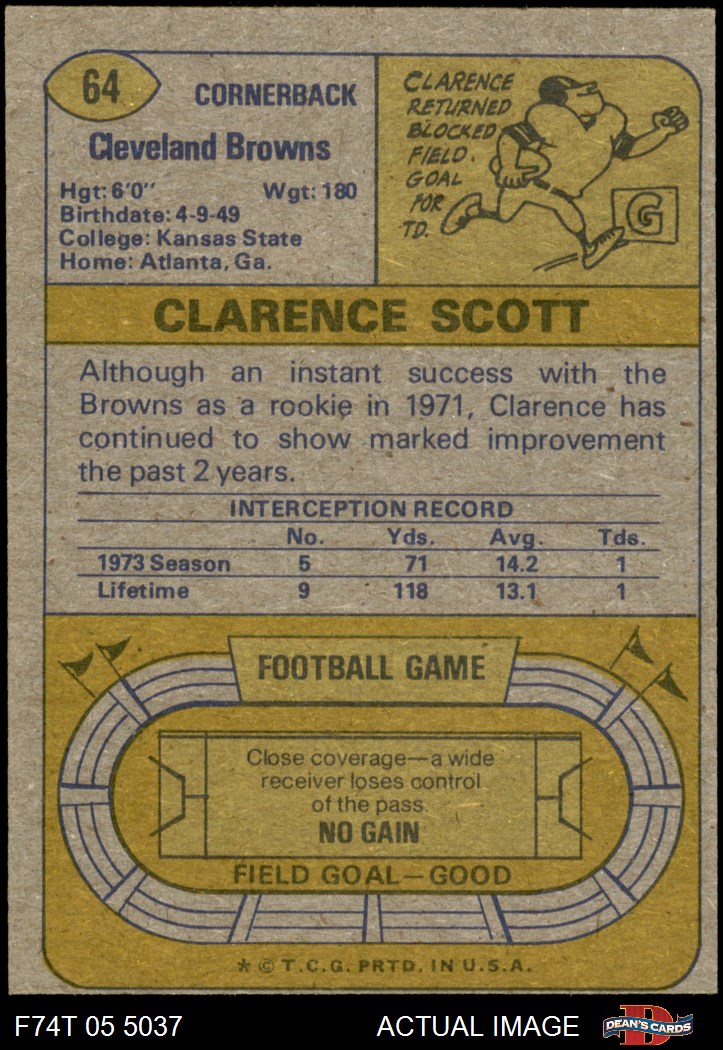 64
CORNERBACK
Cleveland Browns
Hgt: 6'0" Wgt: 180
Birthdate: 4-9-49
College: Kansas State
Home: Atlanta, Ga.
CLARENCE
RETURNED
BLOCKED
FIELD.
GOAL
FOR
TD.
G
CLARENCE SCOTT
Although an instant success with the
Browns as a rookie in 1971, Clarence has
continued to show marked improvement
the past 2 years.
INTERCEPTION RECORD
No. Yds. Avg. Tds.
1973 Season 5 71 14.2 1
Lifetime 9 118 13.1 1
FOOTBALL GAME
Close coverage—a wide
receiver loses control
of the pass.
NO GAIN
FIELD GOAL—GOOD
* © T.C.G. PRTD. IN U.S.A.
F74T 05 5037 ACTUAL IMAGE
D
DEAN'S CARDS